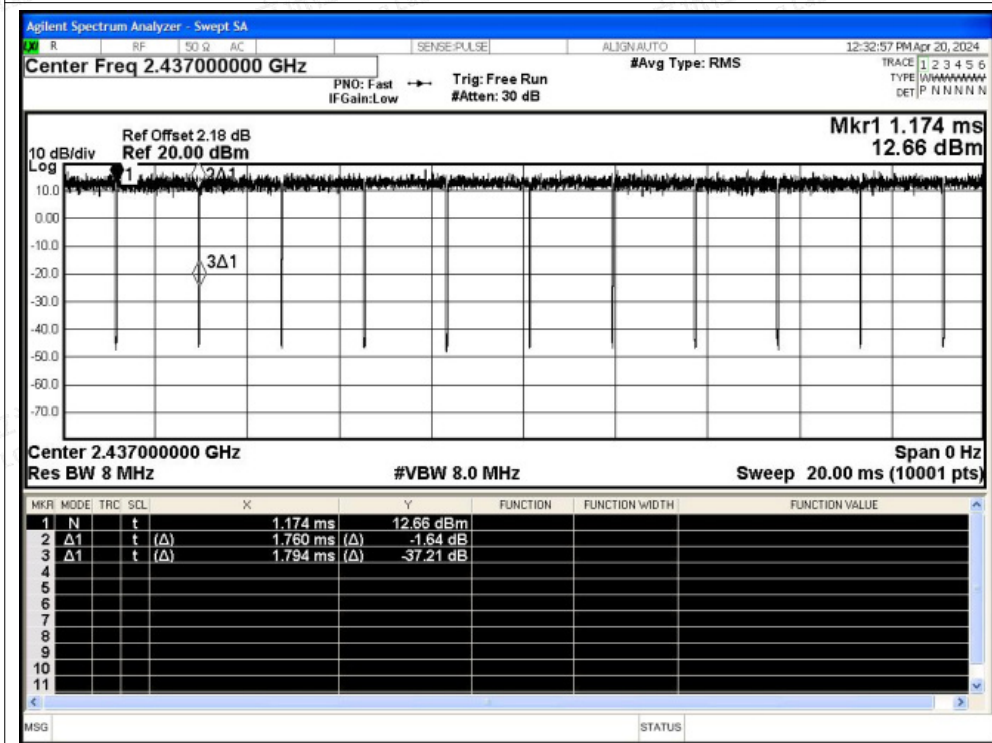 Agilent Spectrum Analyzer - Swept SA
LXI R RF 50 Ω AC SENSE:PULSE ALIGN AUTO 12:32:57 PM Apr 20, 2024
Center Freq 2.437000000 GHz #Avg Type: RMS TRACE 1 2 3 4 5 6
PNO: Fast Trig: Free Run TYPE WWWWWW
IFGain:Low #Atten: 30 dB DET P N N N N N
Mkr1 1.174 ms
Ref Offset 2.18 dB
10 dB/div Ref 20.00 dBm 12.66 dBm
Log
1 2Δ1
10.0
0.00
-10.0
3Δ1
-20.0
-30.0
-40.0
-50.0
-60.0
-70.0
Center 2.437000000 GHz Span 0 Hz
Res BW 8 MHz #VBW 8.0 MHz Sweep 20.00 ms (10001 pts)
MKR MODE TRC SCL X Y FUNCTION FUNCTION WIDTH FUNCTION VALUE
1 N t 1.174 ms 12.66 dBm
2 Δ1 t (Δ) 1.760 ms (Δ) -1.64 dB
3 Δ1 t (Δ) 1.794 ms (Δ) -37.21 dB
4
5
6
7
8
9
10
11
MSG STATUS